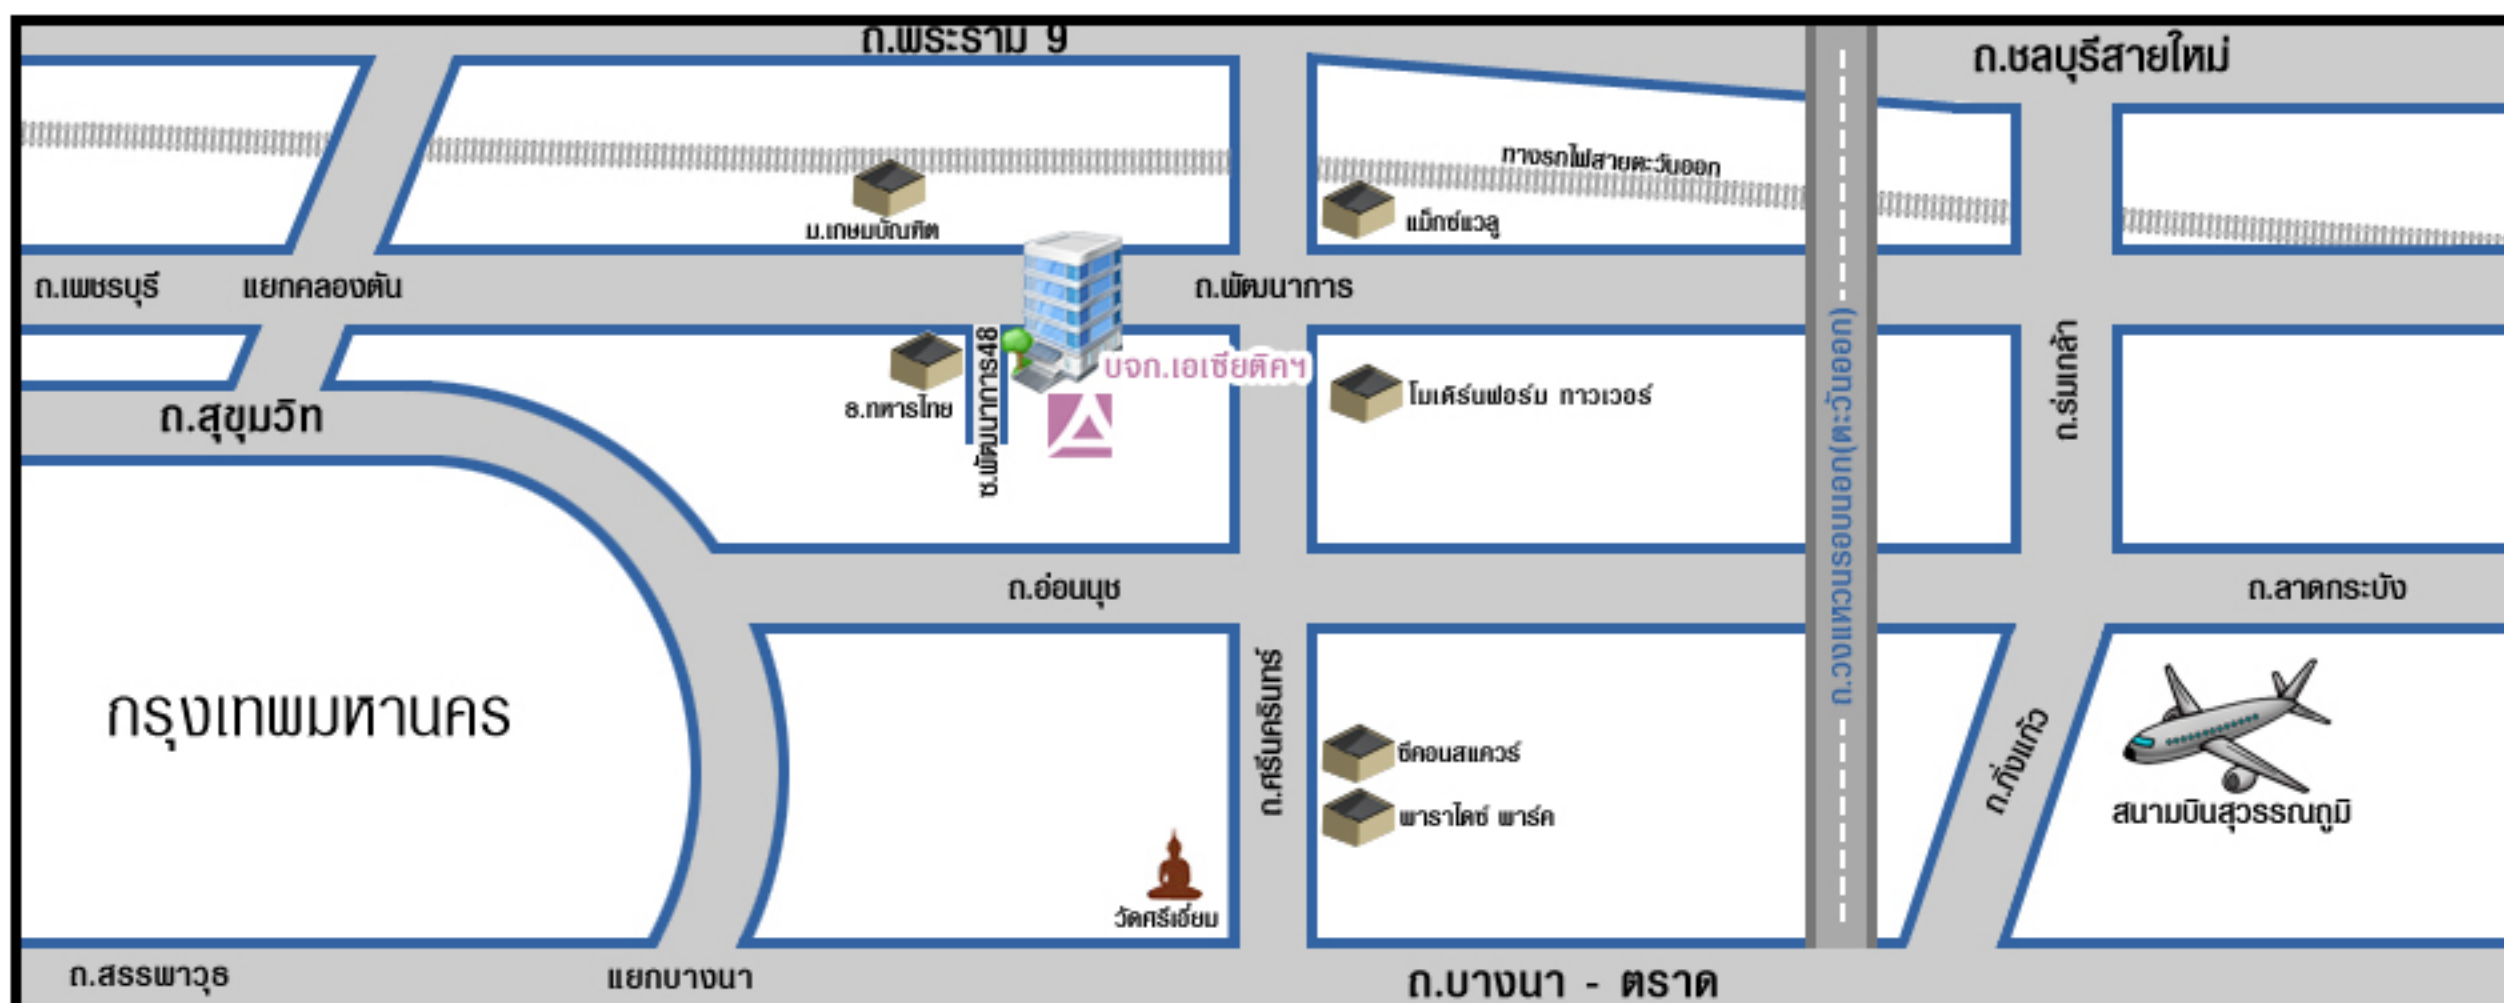 ถ.พระราม 9
ถ.ชลบุรีสายใหม่
ทางรถไฟสายตะวันออก
ม.เกษมบัณฑิต
แม็กซ์แวลู
ถ.เพชรบุรี
แยกคลองตัน
ถ.พัฒนาการ
ซ.พัฒนาการ48
บจก.เอเซียติคฯ
ธ.ทหารไทย
โมเดิร์นฟอร์ม ทาวเวอร์
ถ.วงแหวนรอบนอก(ตะวันออก)
ถ.ร่มเกล้า
ถ.สุขุมวิท
ถ.อ่อนนุช
ถ.ลาดกระบัง
กรุงเทพมหานคร
ถ.ศรีนครินทร์
ซีคอนสแควร์
พาราไดซ์ พาร์ค
ถ.กิ่งแก้ว
สนามบินสุวรรณภูมิ
วัดศรีเอี่ยม
ถ.สรรพาวุธ
แยกบางนา
ถ.บางนา - ตราด